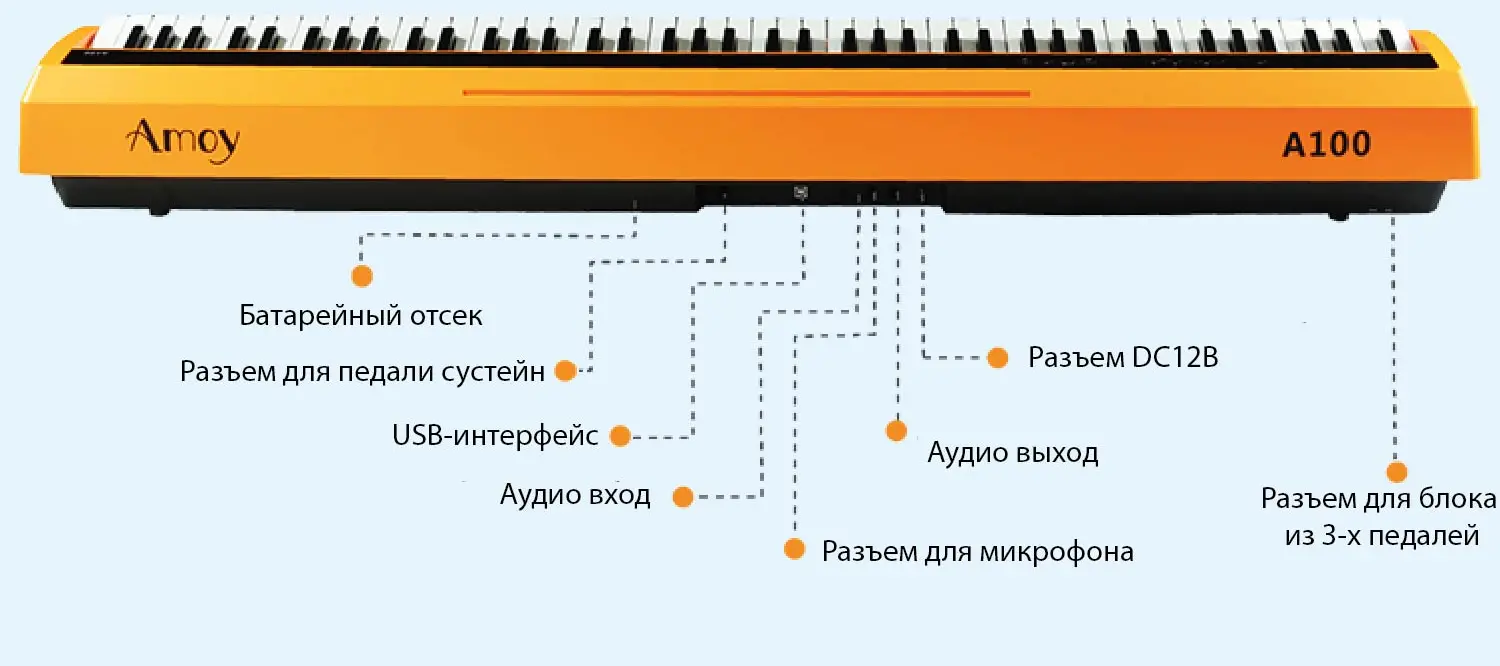 Amoy
A100
Батарейный отсек
Разъем для педали сустейн
USB-интерфейс
Аудио вход
Разъем для микрофона
Аудио выход
Разъем DC12В
Разъем для блока
из 3-х педалей